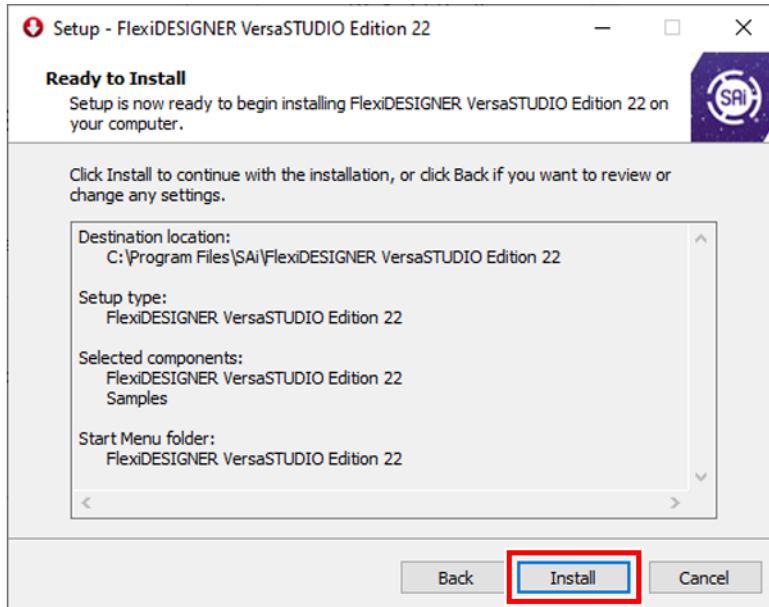 Setup - FlexiDESIGNER VersaSTUDIO Edition 22
Ready to Install
Setup is now ready to begin installing FlexiDESIGNER VersaSTUDIO Edition 22 on
your computer.
SAi
Click Install to continue with the installation, or click Back if you want to review or
change any settings.
Destination location:
C:\Program Files\SAi\FlexiDESIGNER VersaSTUDIO Edition 22
Setup type:
FlexiDESIGNER VersaSTUDIO Edition 22
Selected components:
FlexiDESIGNER VersaSTUDIO Edition 22
Samples
Start Menu folder:
FlexiDESIGNER VersaSTUDIO Edition 22
Back Install Cancel